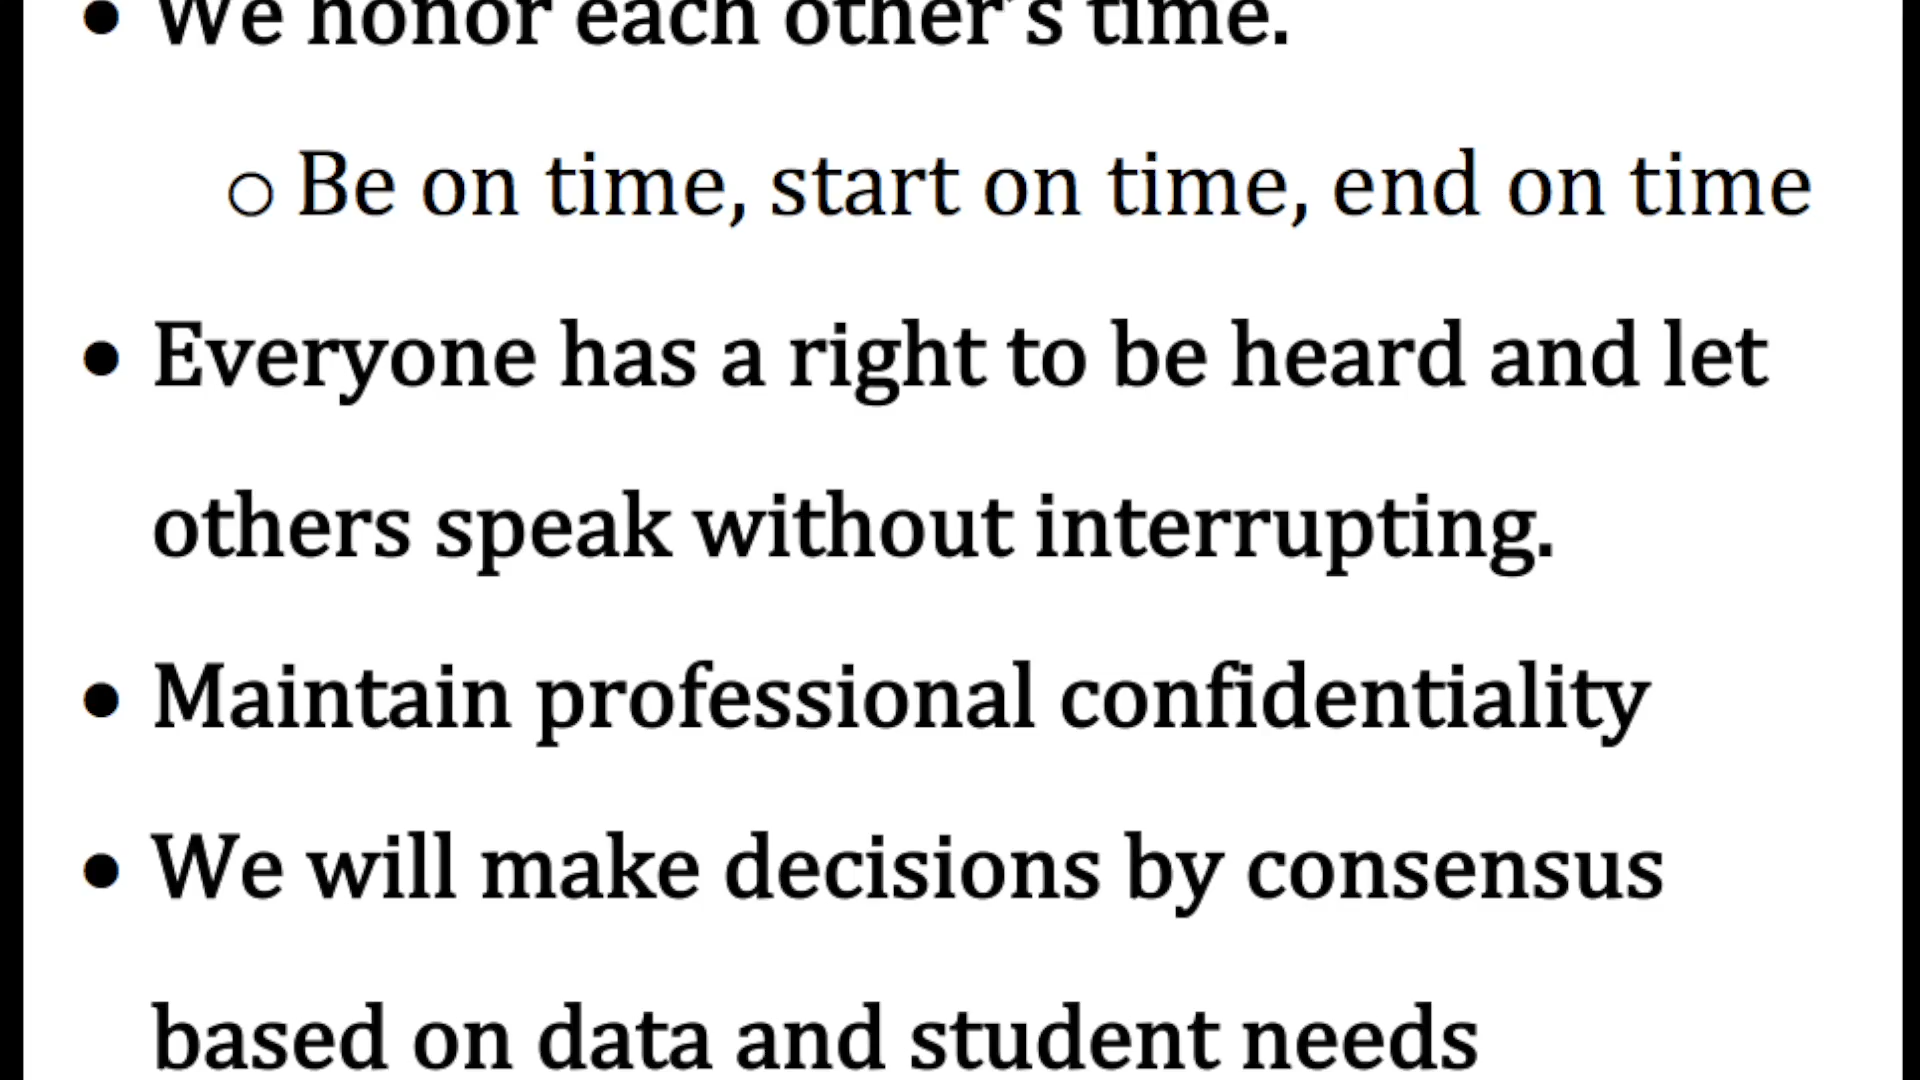 • We honor each other's time.
○ Be on time, start on time, end on time
• Everyone has a right to be heard and let
others speak without interrupting.
• Maintain professional confidentiality
• We will make decisions by consensus
based on data and student needs